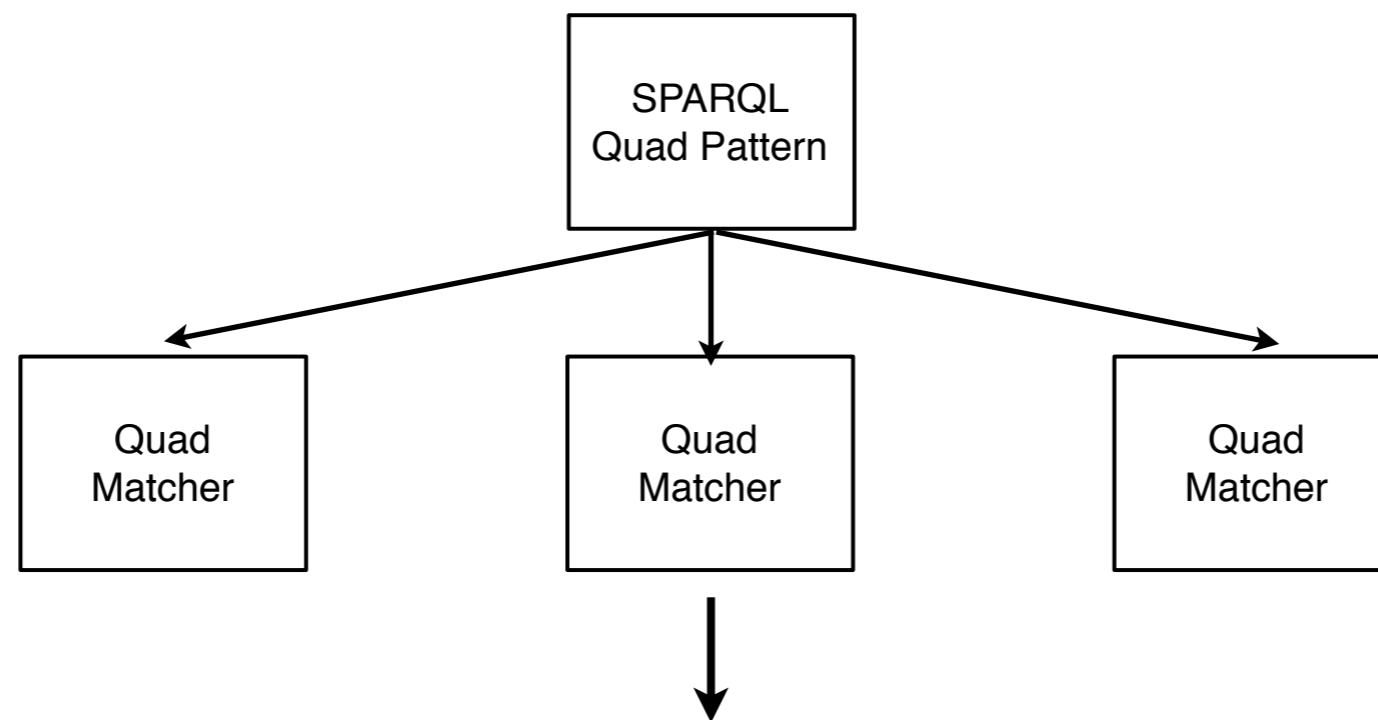 SPARQL
Quad Pattern
Quad
Matcher
Quad
Matcher
Quad
Matcher